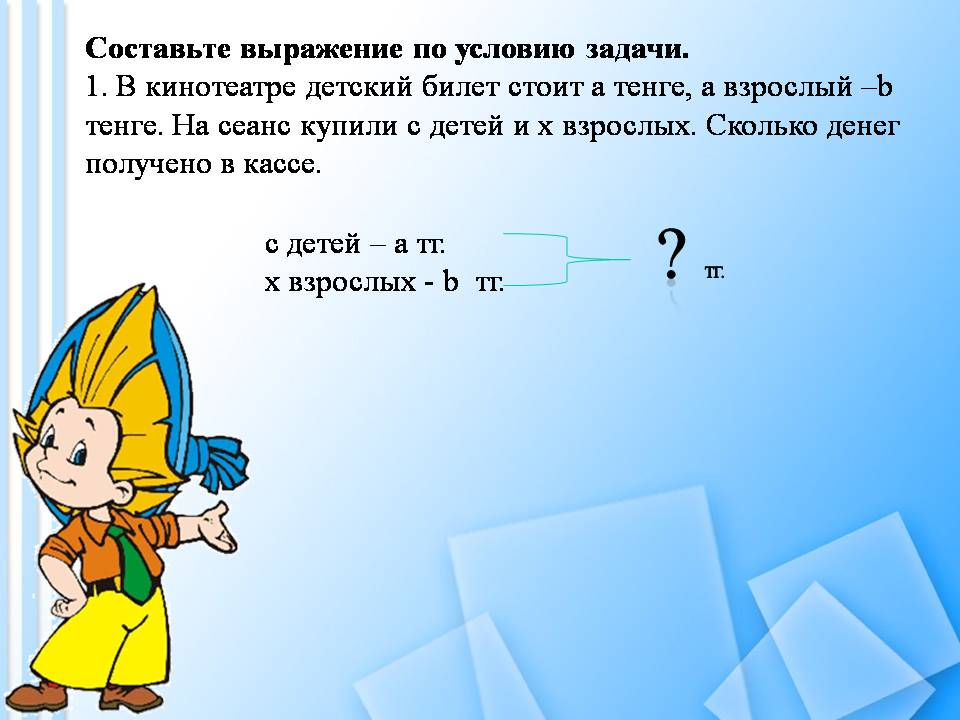 Составьте выражение по условию задачи.
1. В кинотеатре детский билет стоит а тенге, а взрослый –b
тенге. На сеанс купили с детей и х взрослых. Сколько денег
получено в кассе.
с детей – а тг.
х взрослых - b тг.
? тг.